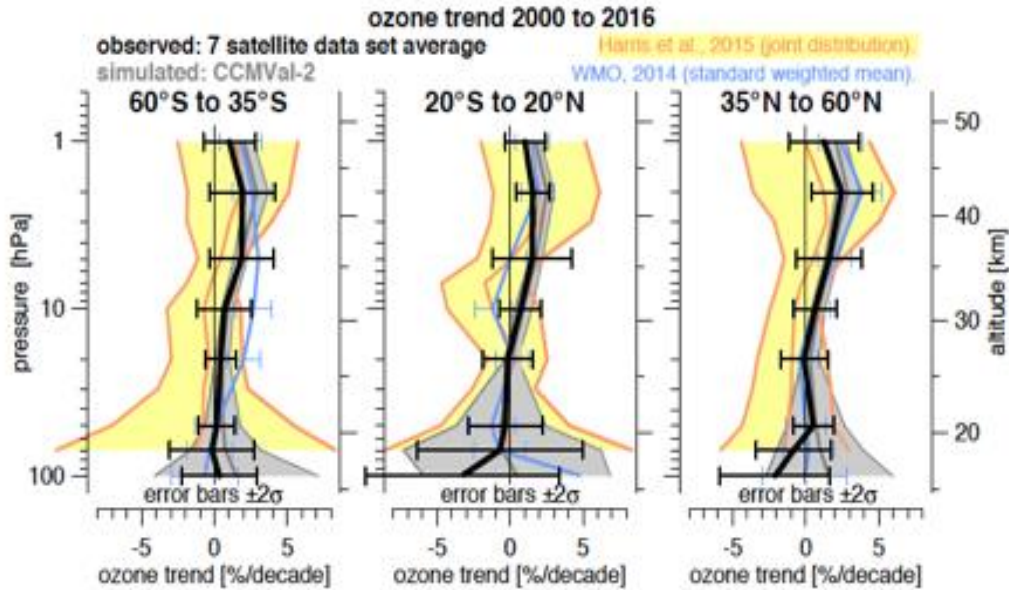 ozone trend 2000 to 2016
observed: 7 satellite data set average
Harris et al., 2015 (joint distribution).
simulated: CCMVal-2
WMO, 2014 (standard weighted mean).
60°S to 35°S
20°S to 20°N
35°N to 60°N
pressure [hPa]
1
10
100
50
40
30
20
altitude [km]
error bars ±2σ
error bars ±2σ
error bars ±2σ
-5 0 5
-5 0 5
-5 0 5
ozone trend [%/decade]
ozone trend [%/decade]
ozone trend [%/decade]